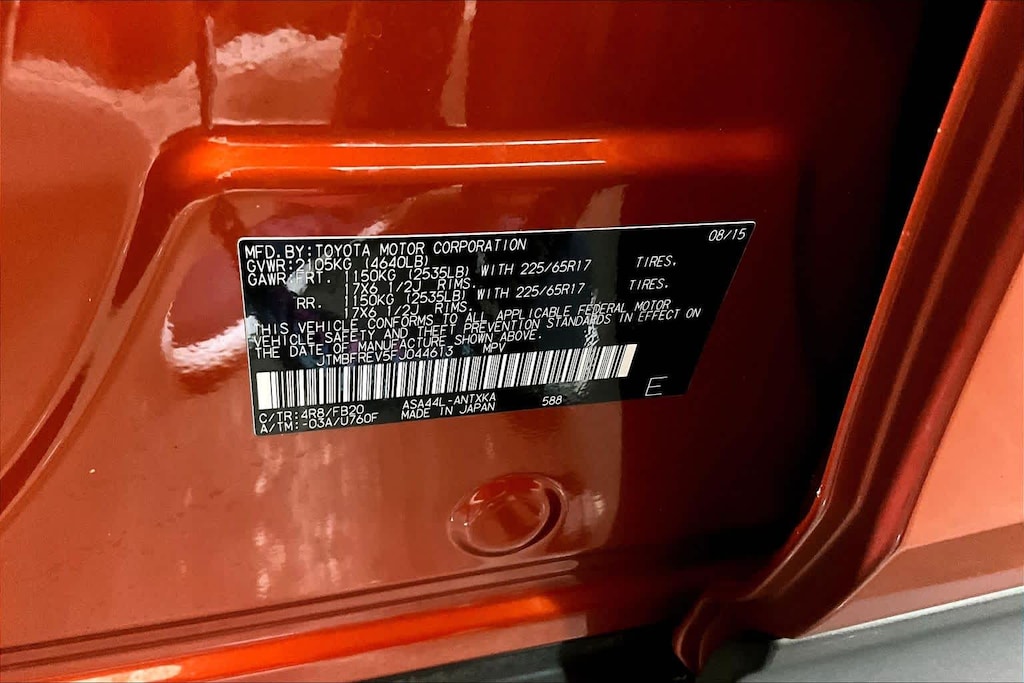 08/15
MFD.BY:TOYOTA MOTOR CORPORATION
GVWR:2105KG (4640LB)
GAWR:FRT. 1150KG (2535LB) WITH 225/65R17 TIRES.
17X6 1/2J RIMS.
RR. 1150KG (2535LB) WITH 225/65R17 TIRES.
17X6 1/2J RIMS.
THIS VEHICLE CONFORMS TO ALL APPLICABLE FEDERAL MOTOR
VEHICLE SAFETY AND THEFT PREVENTION STANDARDS IN EFFECT ON
THE DATE OF MANUFACTURE SHOWN ABOVE.
JTMBFREV5FJ044613 MPV
E
C/TR:4R8/FB20 ASA44L-ANTXKA 588
A/TM:-03A/U760F MADE IN JAPAN